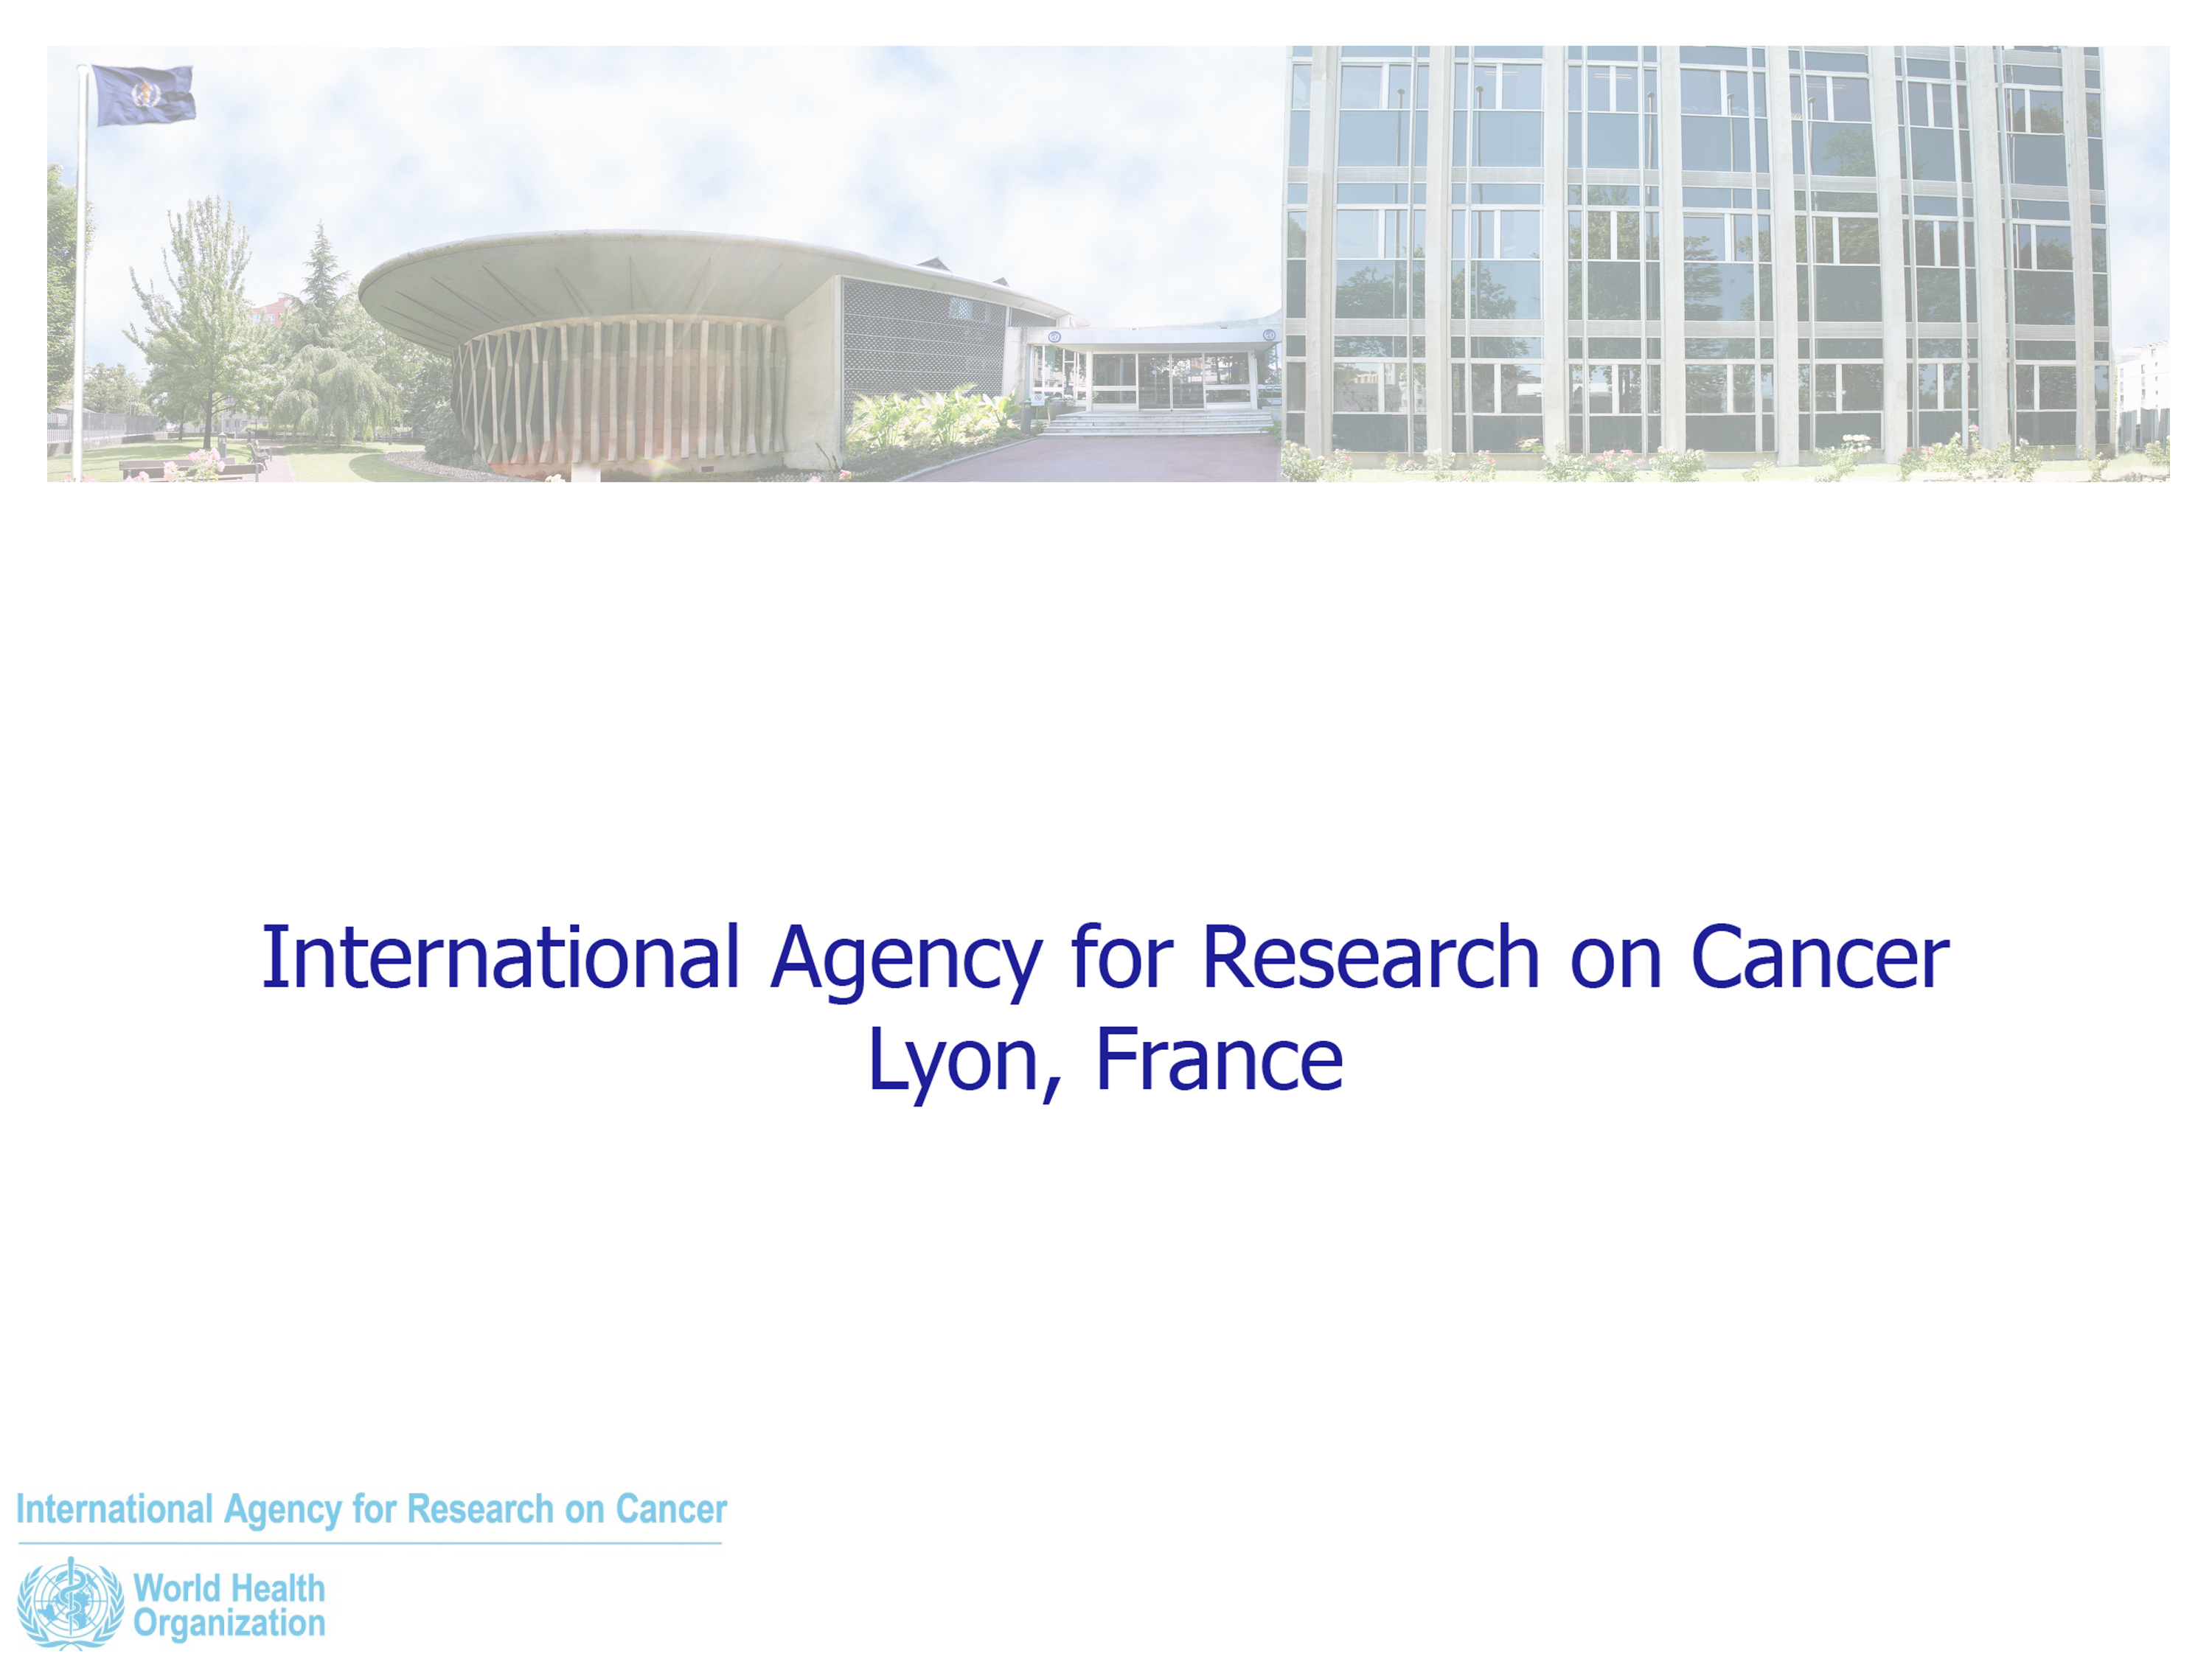 International Agency for Research on Cancer
Lyon, France
International Agency for Research on Cancer
World Health
Organization